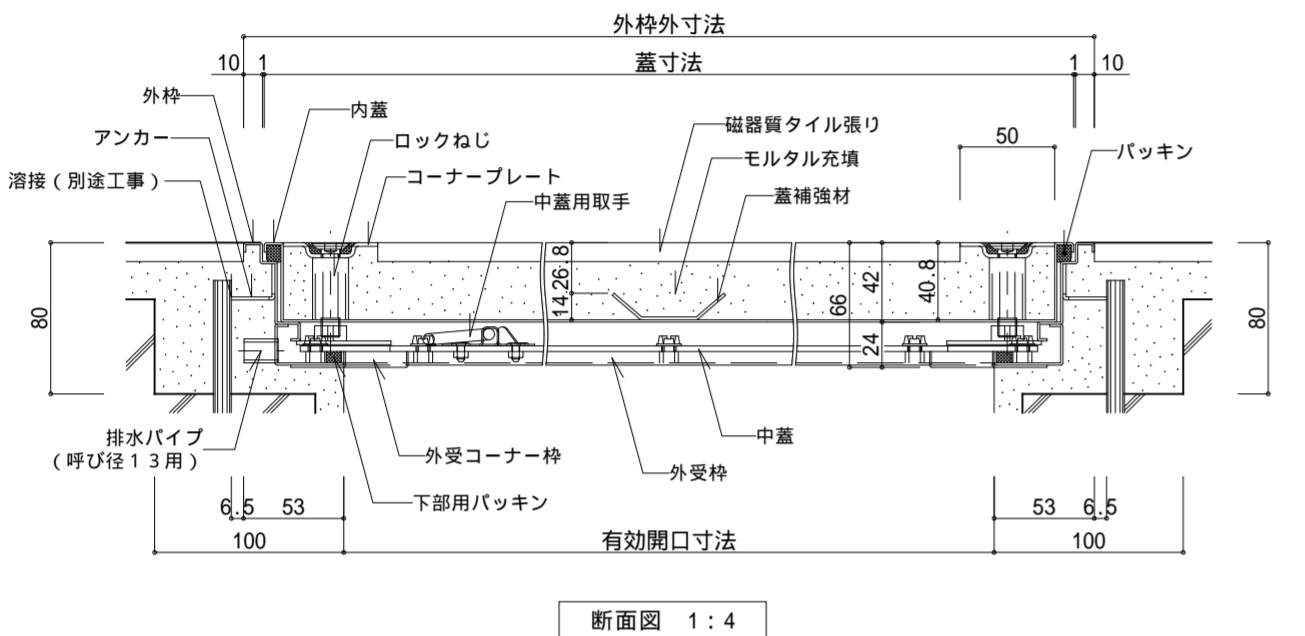 外枠外寸法
10 1 蓋寸法 1 10
外枠
内蓋
アンカー
ロックねじ
磁器質タイル張り
50
パッキン
モルタル充填
溶接（別途工事）
コーナープレート
蓋補強材
中蓋用取手
80
14.2
26.8
66
42
40.8
24
80
排水パイプ
（呼び径１３用）
外受コーナー枠
中蓋
外受枠
下部用パッキン
6.5 53 53 6.5
100 有効開口寸法 100
断面図 1：4